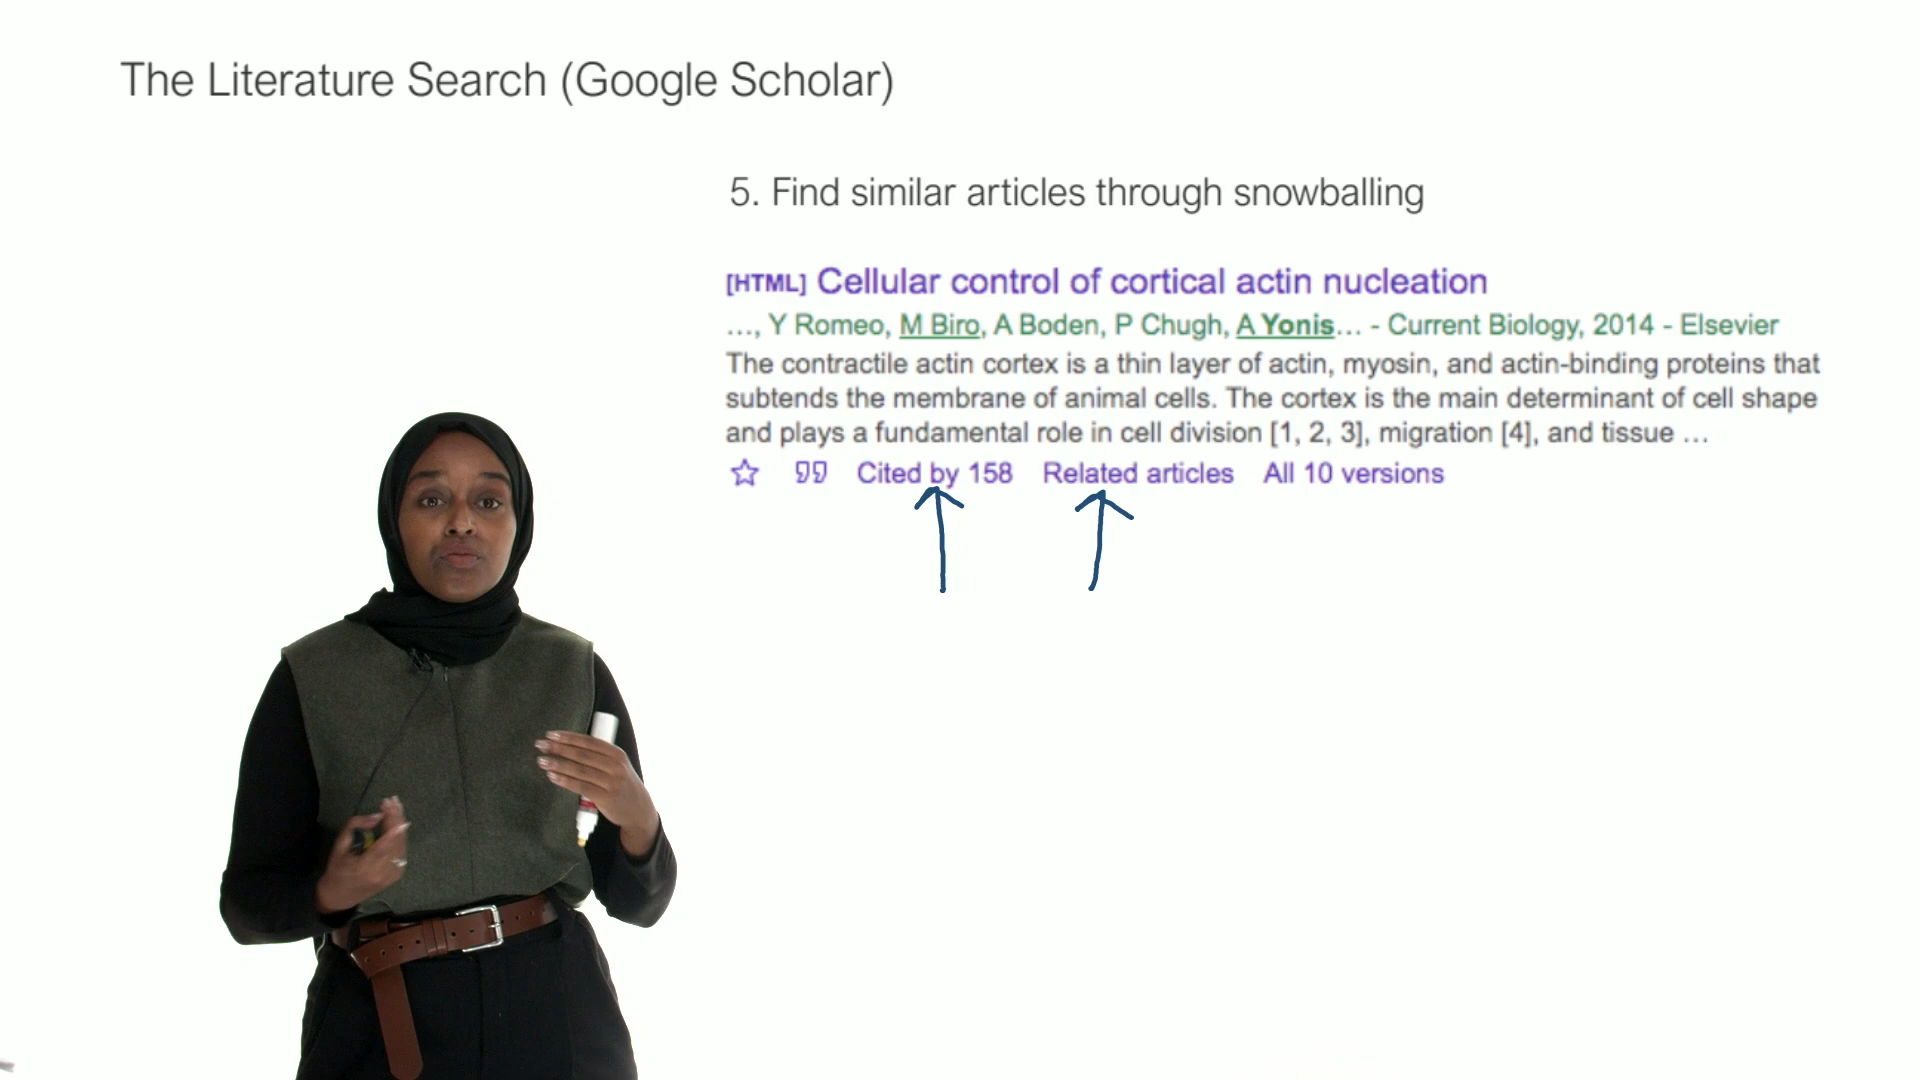 The Literature Search (Google Scholar)
5. Find similar articles through snowballing
[HTML] Cellular control of cortical actin nucleation
…, Y Romeo, M Biro, A Boden, P Chugh, A Yonis… - Current Biology, 2014 - Elsevier
The contractile actin cortex is a thin layer of actin, myosin, and actin-binding proteins that
subtends the membrane of animal cells. The cortex is the main determinant of cell shape
and plays a fundamental role in cell division [1, 2, 3], migration [4], and tissue …
Cited by 158 Related articles All 10 versions